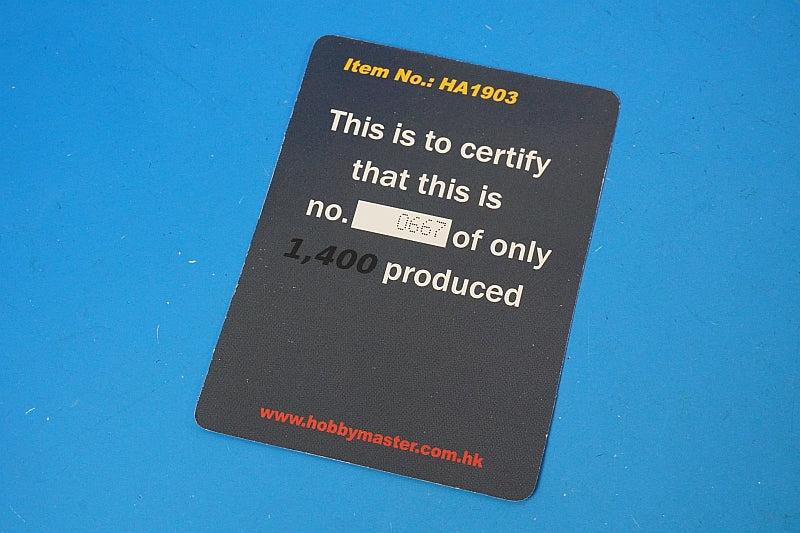 Item No.: HA1903
This is to certify
that this is
no. 0667 of only
1,400 produced
www.hobbymaster.com.hk